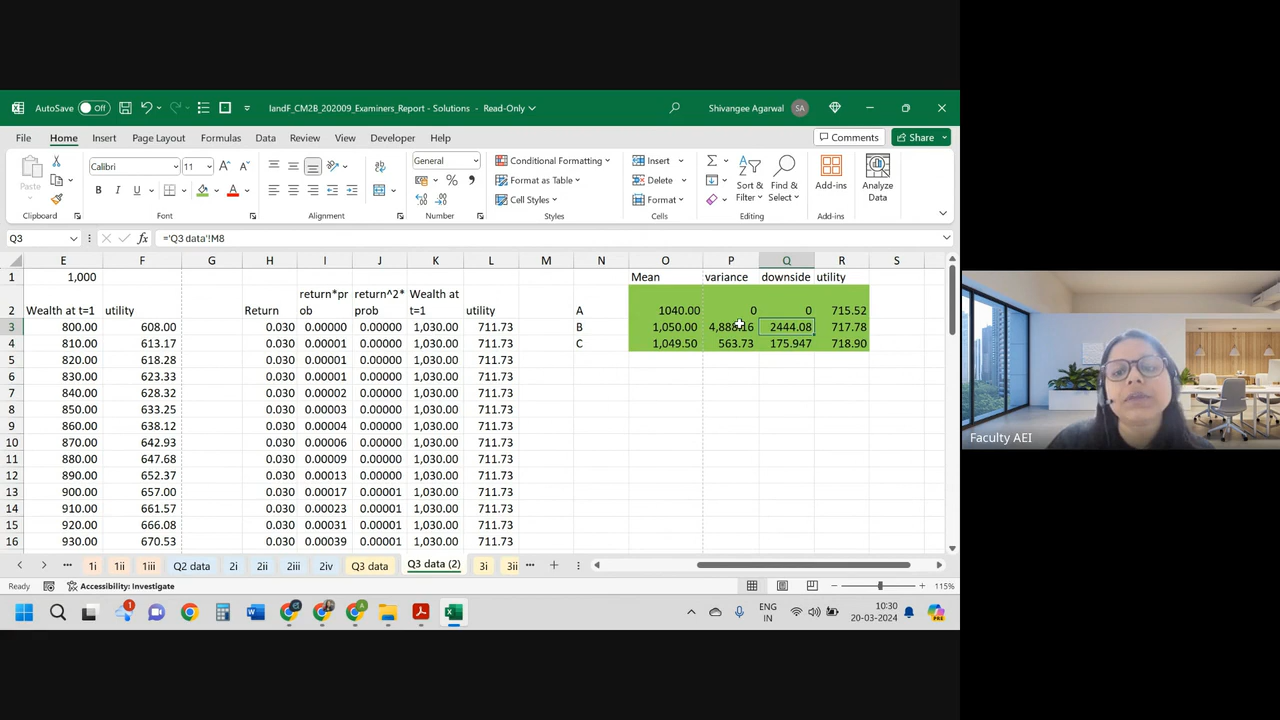 AutoSave Off IandF_CM2B_202009_Examiners_Report - Solutions - Read-Only Shivangee Agarwal SA
File Home Insert Page Layout Formulas Data Review View Developer Help Comments Share
Paste Clipboard
Calibri 11 A A B I U A Font
Alignment
General % Number
Conditional Formatting
Format as Table
Cell Styles
Styles
Insert
Delete
Format
Cells
Sort & Filter Find & Select Editing
Add-ins Add-ins
Analyze Data
Q3 fx ='Q3 data'!M8
E F G H I J K L M N O P Q R S
1 1,000 Mean variance downside utility
2 Wealth at t=1 utility Return return*prob return^2*prob Wealth at t=1 utility A 1040.00 0 0 715.52
3 800.00 608.00 0.030 0.00000 0.00000 1,030.00 711.73 B 1,050.00 2444.08 717.78
4 810.00 613.17 0.030 0.00001 0.00000 1,030.00 711.73 C 1,049.50 563.73 175.947 718.90
5 820.00 618.28 0.030 0.00001 0.00000 1,030.00 711.73
6 830.00 623.33 0.030 0.00001 0.00000 1,030.00 711.73
7 840.00 628.32 0.030 0.00002 0.00000 1,030.00 711.73
8 850.00 633.25 0.030 0.00003 0.00000 1,030.00 711.73
9 860.00 638.12 0.030 0.00004 0.00000 1,030.00 711.73
10 870.00 642.93 0.030 0.00006 0.00000 1,030.00 711.73
11 880.00 647.68 0.030 0.00009 0.00000 1,030.00 711.73
12 890.00 652.37 0.030 0.00013 0.00000 1,030.00 711.73
13 900.00 657.00 0.030 0.00017 0.00001 1,030.00 711.73
14 910.00 661.57 0.030 0.00023 0.00001 1,030.00 711.73
15 920.00 666.08 0.030 0.00031 0.00001 1,030.00 711.73
16 930.00 670.53 0.030 0.00039 0.00001 1,030.00 711.73
Faculty AEI
... 1i 1ii 1iii Q2 data 2i 2ii 2iii 2iv Q3 data Q3 data (2) 3i 3ii ...
Ready Accessibility: Investigate 115%
1 ENG IN 10:30 20-03-2024